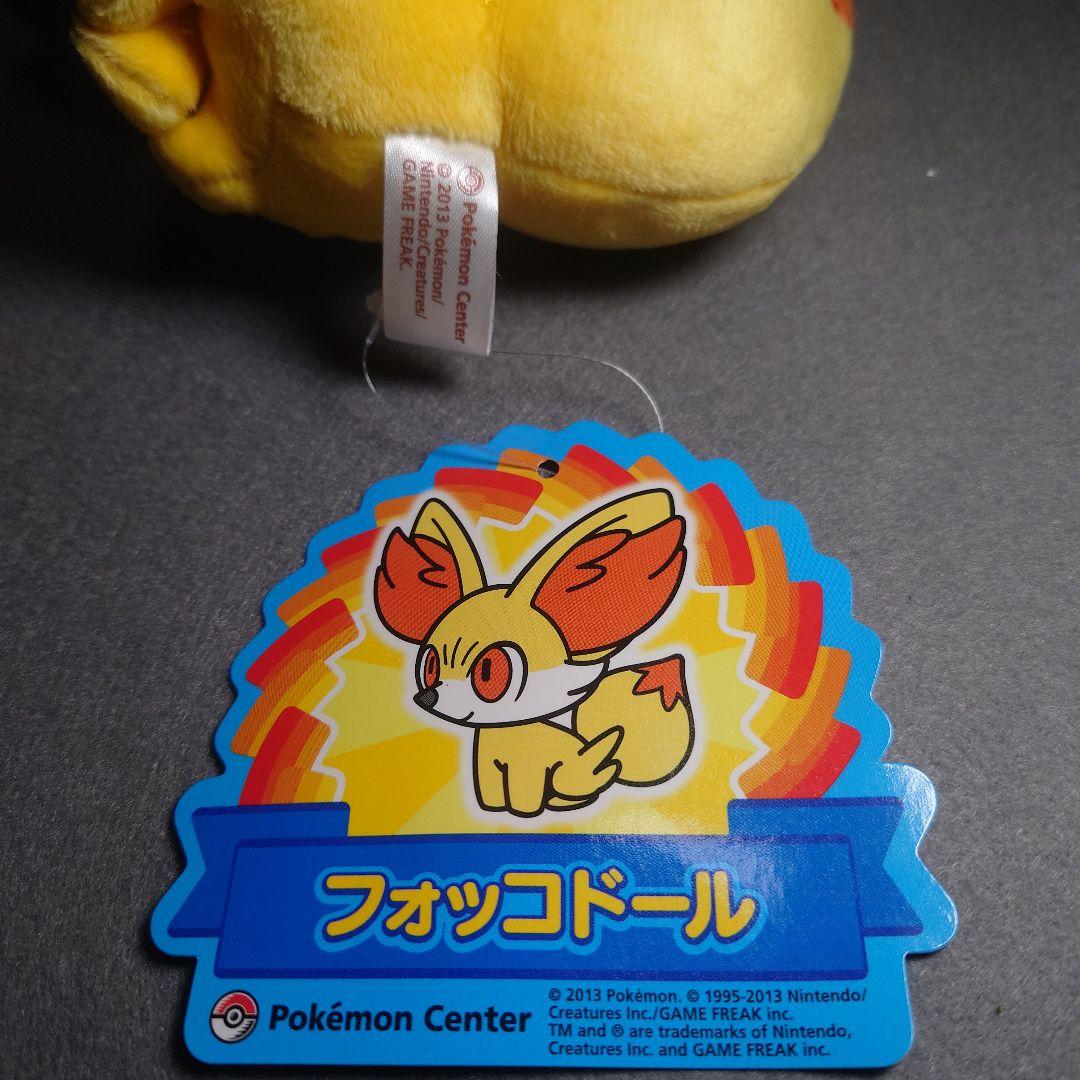 Pokémon Center
© 2013 Pokémon/
Nintendo/Creatures/
GAME FREAK.
フォッコドール
Pokémon Center
© 2013 Pokémon. © 1995-2013 Nintendo/
Creatures Inc./GAME FREAK inc.
TM and ® are trademarks of Nintendo,
Creatures Inc. and GAME FREAK inc.